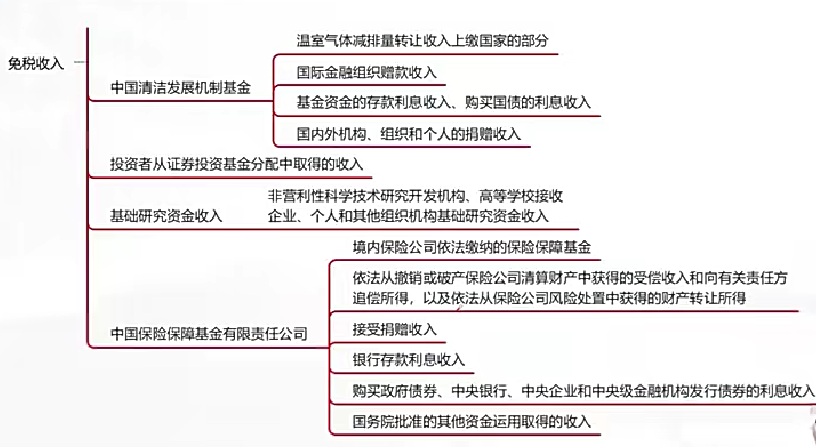 免税收入
中国清洁发展机制基金
温室气体减排量转让收入上缴国家的部分
国际金融组织赠款收入
基金资金的存款利息收入、购买国债的利息收入
国内外机构、组织和个人的捐赠收入
投资者从证券投资基金分配中取得的收入
基础研究资金收入
非营利性科学技术研究开发机构、高等学校接收
企业、个人和其他组织机构基础研究资金收入
中国保险保障基金有限责任公司
境内保险公司依法缴纳的保险保障基金
依法从撤销或破产保险公司清算财产中获得的受偿收入和向有关责任方
追偿所得，以及依法从保险公司风险处置中获得的财产转让所得
接受捐赠收入
银行存款利息收入
购买政府债券、中央银行、中央企业和中央级金融机构发行债券的利息收入
国务院批准的其他资金运用取得的收入